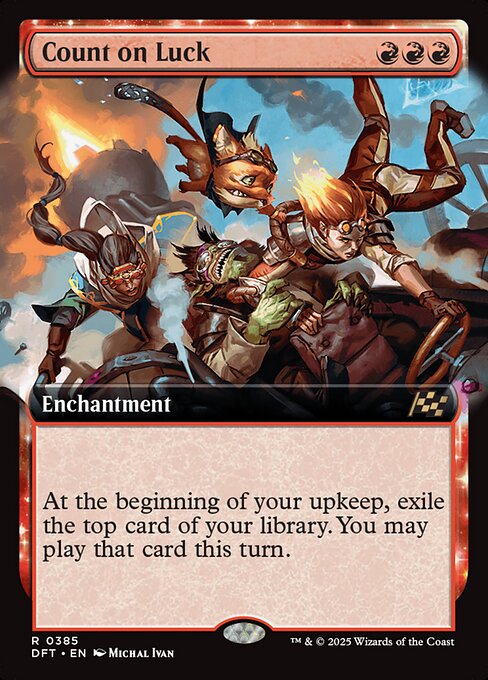 Count on Luck
Enchantment
At the beginning of your upkeep, exile
the top card of your library. You may
play that card this turn.
R 0385
DFT • EN Michal Ivan
™ & © 2025 Wizards of the Coast